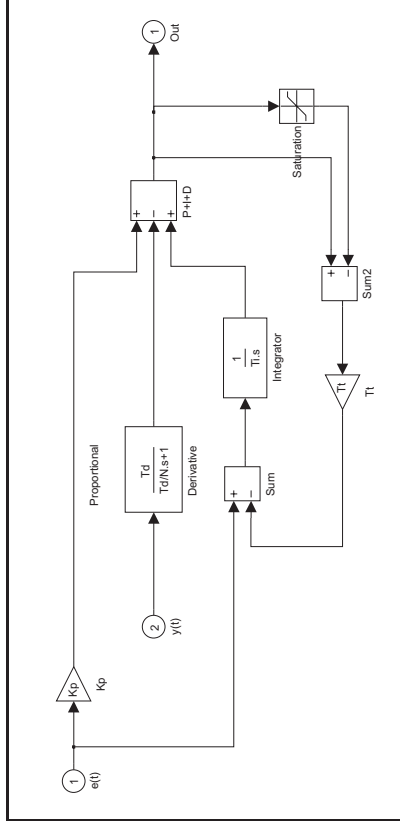 1
e(t)
Kp
Kp
Proportional
2
y(t)
Td
Td/N.s+1
Derivative
+
−
Sum
1
Ti.s
Integrator
+
−
+
P+I+D
1
Out
Saturation
+
−
Sum2
Tt
Tt